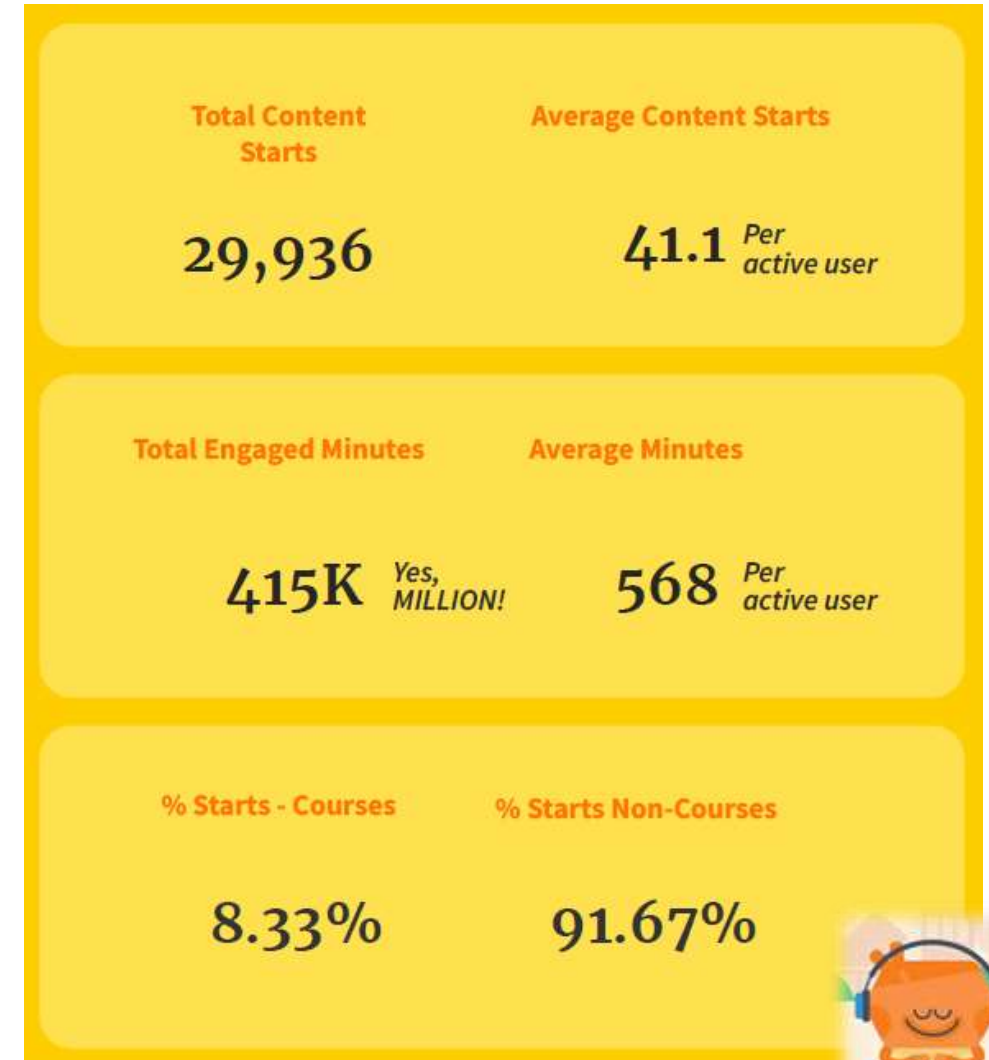 Total Content
Starts
Average Content Starts
29,936
41.1 Per
active user
Total Engaged Minutes
Average Minutes
415K Yes,
MILLION!
568 Per
active user
% Starts - Courses
% Starts Non-Courses
8.33%
91.67%